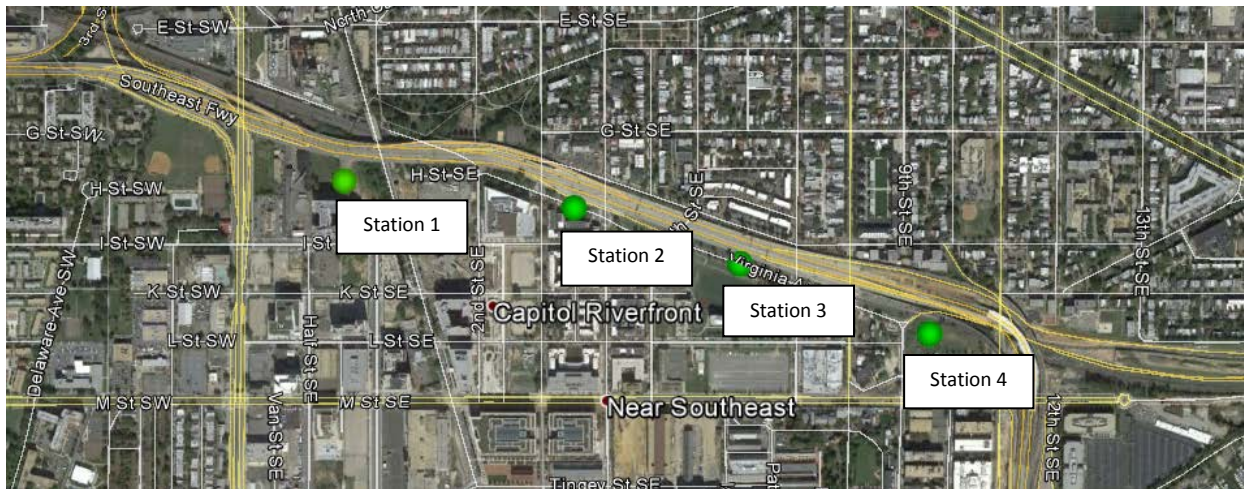 E St SW
E St SE
Southeast Fwy
G St SW
G St SE
H St SW
H St SE
9th St SE
13th St SE
Station 1
Station 2
I St SW
Virginia A
Delaware Ave SW
K St SW
K St SE
2nd St SE
Capitol Riverfront
Station 3
Half St SE
L St SW
L St SE
Station 4
M St SW
M St SE
Near Southeast
Van St SE
12th St SE
Tingey St SE